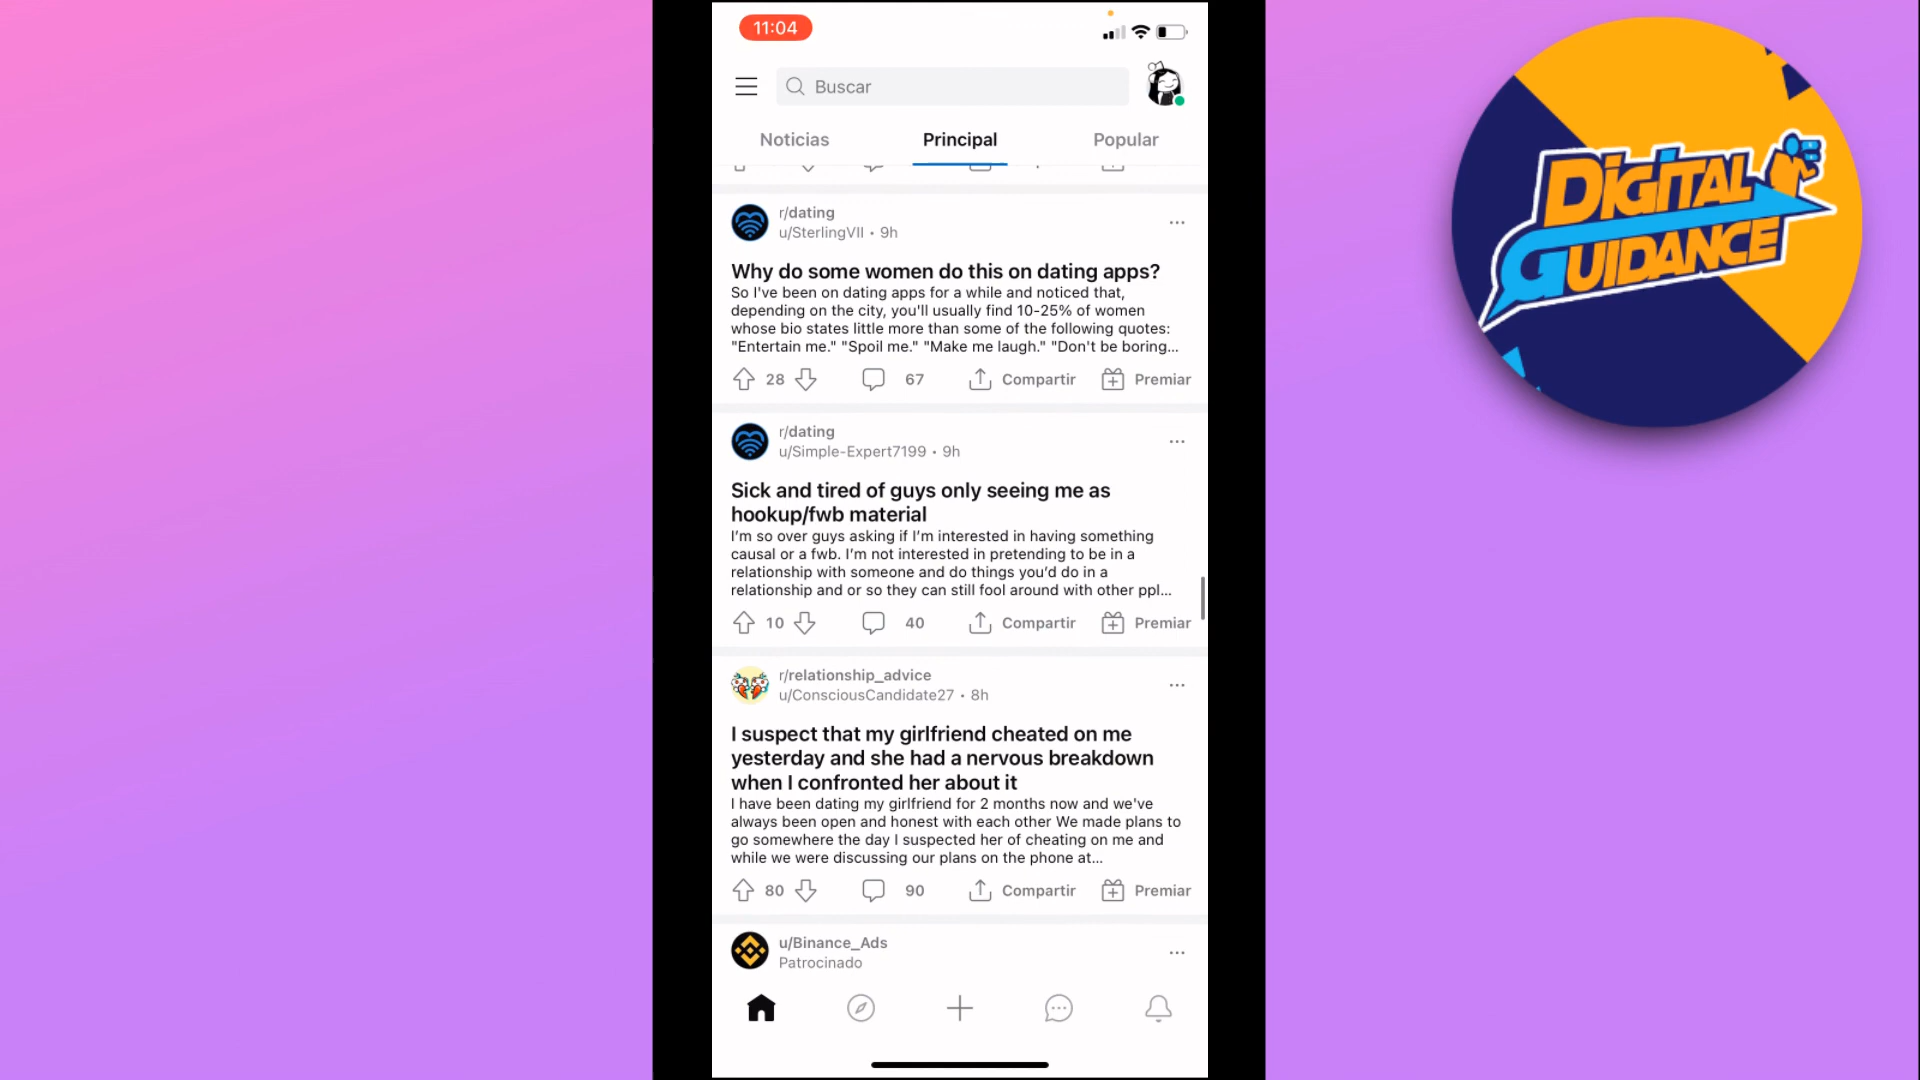 11:04
Buscar
Noticias
Principal
Popular
r/dating
u/SterlingVII • 9h
Why do some women do this on dating apps?
So I've been on dating apps for a while and noticed that,
depending on the city, you'll usually find 10-25% of women
whose bio states little more than some of the following quotes:
"Entertain me." "Spoil me." "Make me laugh." "Don't be boring...
28
67
Compartir
Premiar
r/dating
u/Simple-Expert7199 • 9h
Sick and tired of guys only seeing me as
hookup/fwb material
I'm so over guys asking if I'm interested in having something
causal or a fwb. I'm not interested in pretending to be in a
relationship with someone and do things you'd do in a
relationship and or so they can still fool around with other ppl...
10
40
Compartir
Premiar
r/relationship_advice
u/ConsciousCandidate27 • 8h
I suspect that my girlfriend cheated on me
yesterday and she had a nervous breakdown
when I confronted her about it
I have been dating my girlfriend for 2 months now and we've
always been open and honest with each other We made plans to
go somewhere the day I suspected her of cheating on me and
while we were discussing our plans on the phone at...
80
90
Compartir
Premiar
u/Binance_Ads
Patrocinado
DIGITAL
GUIDANCE